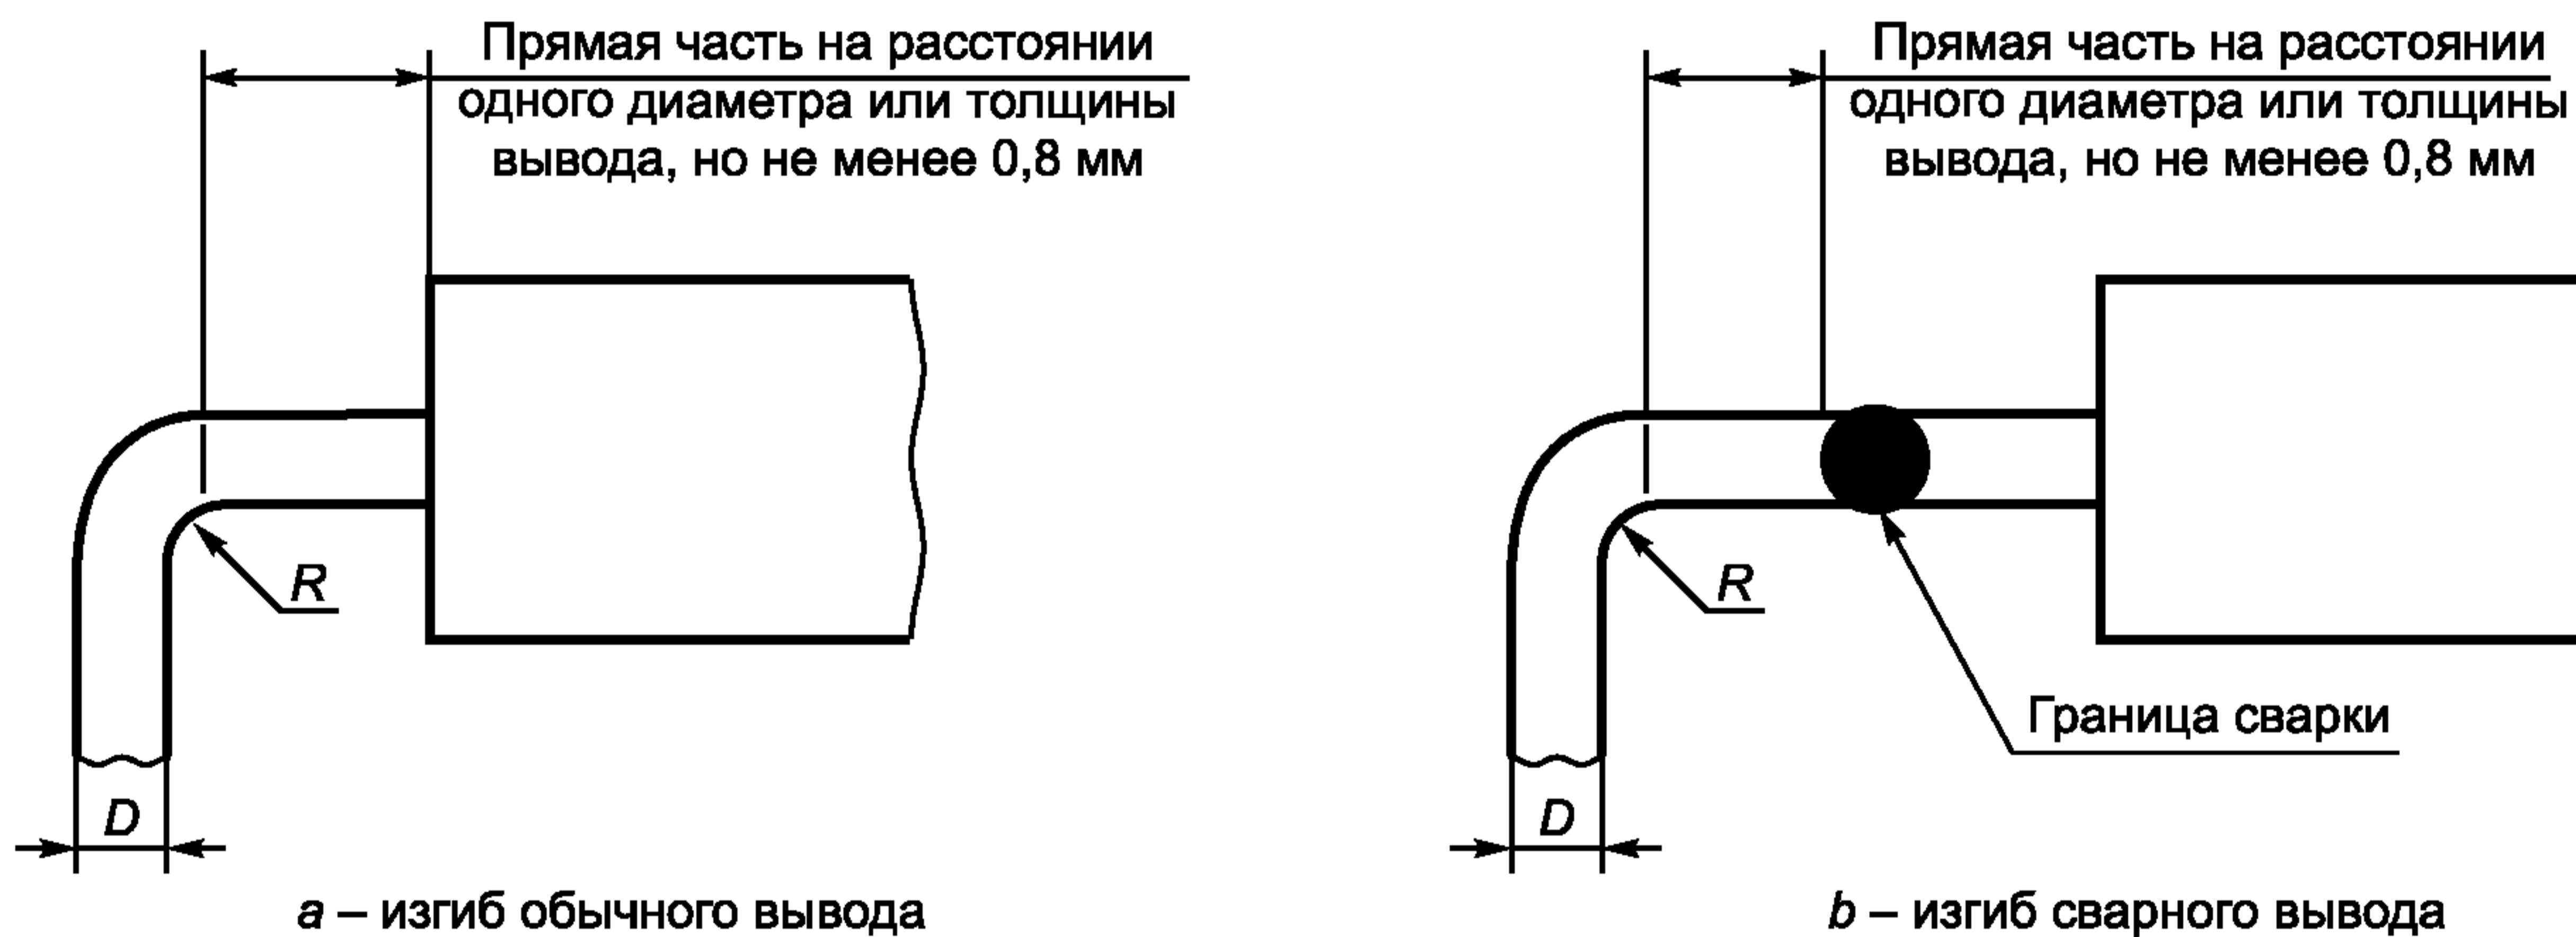 Прямая часть на расстоянии
одного диаметра или толщины
вывода, но не менее 0,8 мм
R
D
a – изгиб обычного вывода
Прямая часть на расстоянии
одного диаметра или толщины
вывода, но не менее 0,8 мм
R
Граница сварки
D
b – изгиб сварного вывода